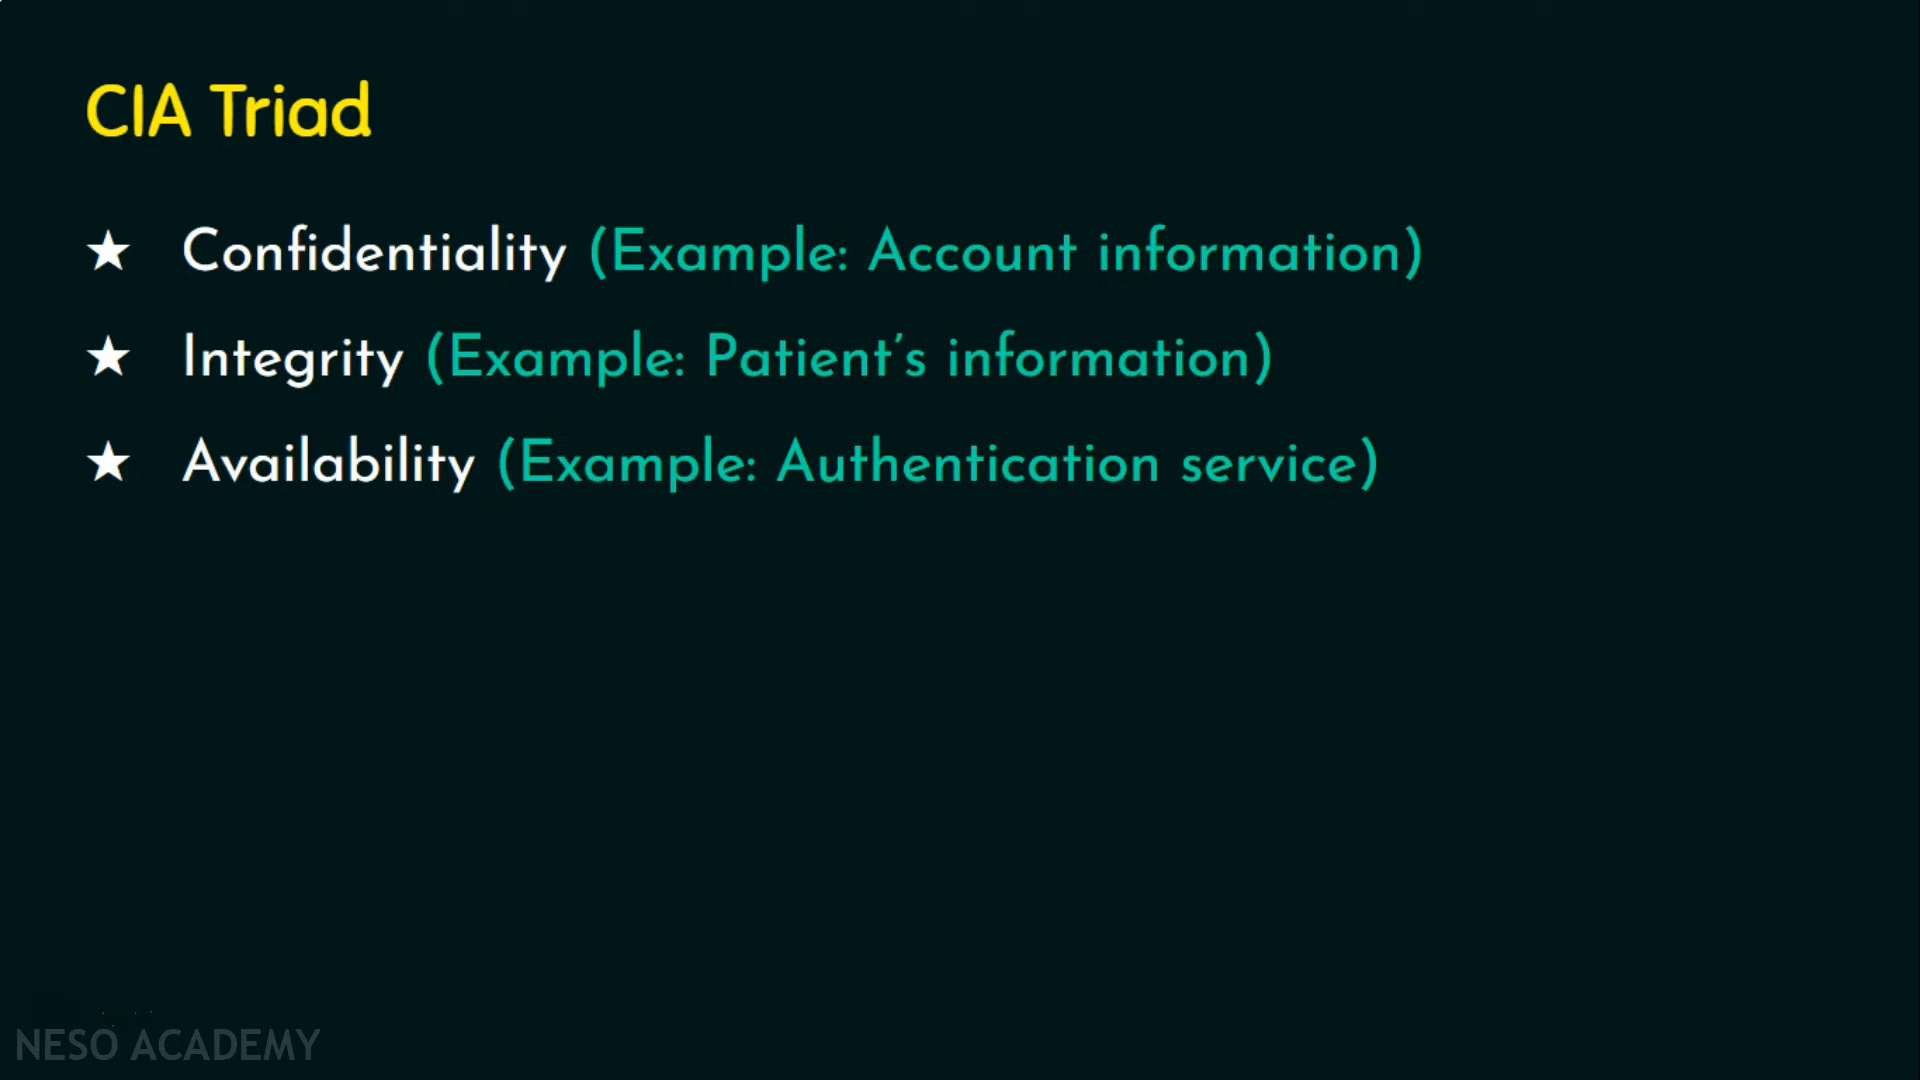 CIA Triad
★ Confidentiality (Example: Account information)
★ Integrity (Example: Patient’s information)
★ Availability (Example: Authentication service)
NESO ACADEMY